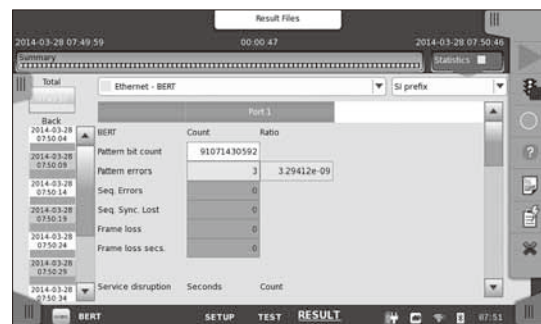 Result Files
2014-03-28 07:49:59 00:00:47 2014-03-28 07:50:46
Summary Statistics
Total Ethernet - BERT SI prefix
Back Port 1
2014-03-28 07:50:04
BERT Count Ratio
2014-03-28 07:50:09
Pattern bit count 91071430592
Pattern errors 3 3.29412e-09
2014-03-28 07:50:14
Seq. Errors 0
2014-03-28 07:50:19
Seq. Sync. Lost 0
Frame loss 0
2014-03-28 07:50:24
Frame loss secs. 0
2014-03-28 07:50:29
2014-03-28 07:50:34
Service disruption Seconds Count
BERT SETUP TEST RESULT 07:51